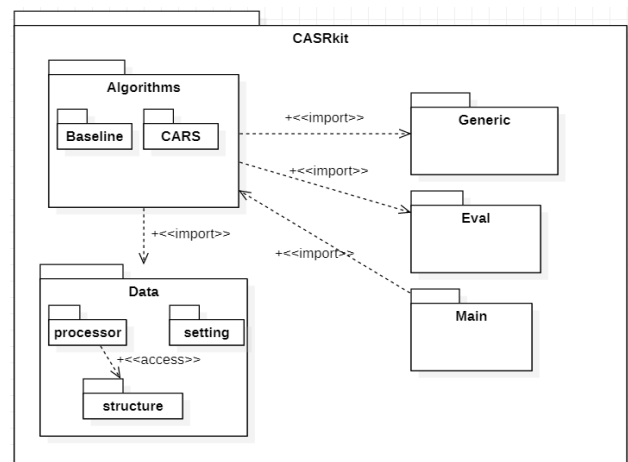 CASRkit
Algorithms
Baseline
CARS
+<<import>>
Generic
+<<import>>
Eval
+<<import>>
+<<import>>
Data
Main
processor
setting
+<<access>>
structure